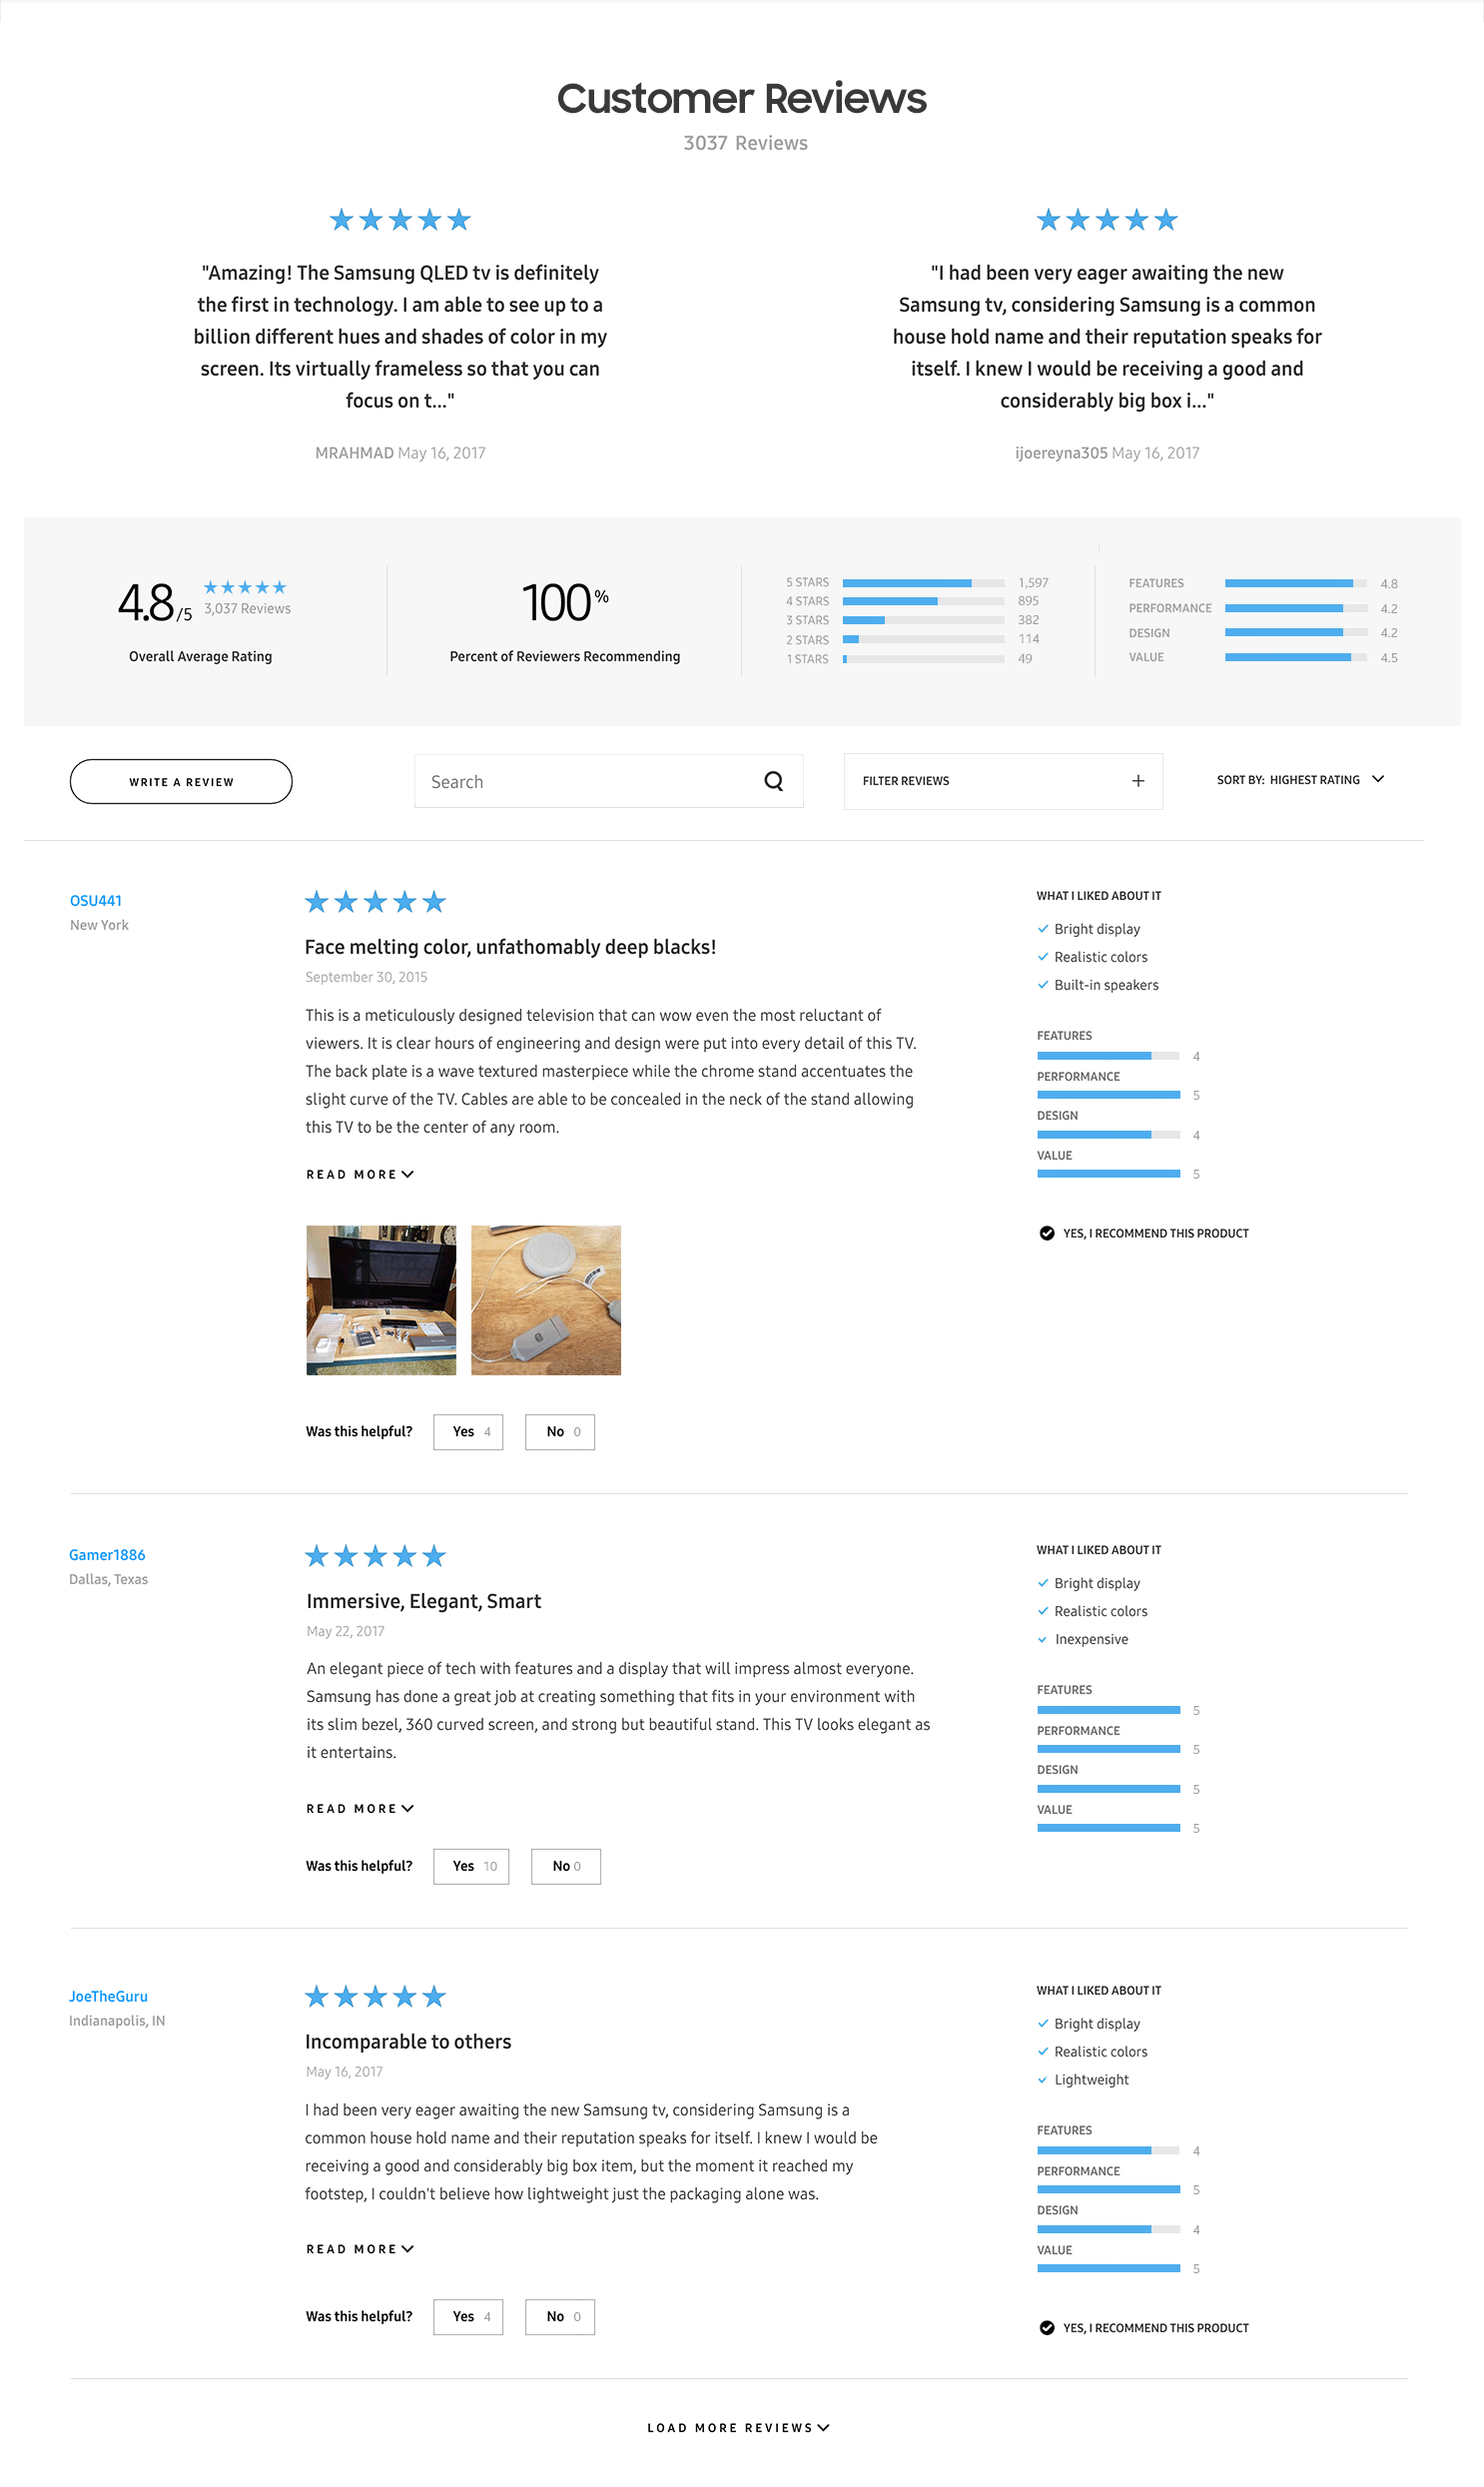 Customer Reviews
3037 Reviews
"Amazing! The Samsung QLED tv is definitely
the first in technology. I am able to see up to a
billion different hues and shades of color in my
screen. Its virtually frameless so that you can
focus on t..."
MRAHMAD May 16, 2017
"I had been very eager awaiting the new
Samsung tv, considering Samsung is a common
house hold name and their reputation speaks for
itself. I knew I would be receiving a good and
considerably big box i..."
ijoereyna305 May 16, 2017
4.8/5
3,037 Reviews
Overall Average Rating
100%
Percent of Reviewers Recommending
5 STARS 1,597
4 STARS 895
3 STARS 382
2 STARS 114
1 STARS 49
FEATURES 4.8
PERFORMANCE 4.2
DESIGN 4.2
VALUE 4.5
WRITE A REVIEW
Search
FILTER REVIEWS +
SORT BY: HIGHEST RATING
OSU441
New York
Face melting color, unfathomably deep blacks!
September 30, 2015
This is a meticulously designed television that can wow even the most reluctant of
viewers. It is clear hours of engineering and design were put into every detail of this TV.
The back plate is a wave textured masterpiece while the chrome stand accentuates the
slight curve of the TV. Cables are able to be concealed in the neck of the stand allowing
this TV to be the center of any room.
READ MORE
Was this helpful? Yes 4 No 0
WHAT I LIKED ABOUT IT
Bright display
Realistic colors
Built-in speakers
FEATURES
4
PERFORMANCE
5
DESIGN
4
VALUE
5
YES, I RECOMMEND THIS PRODUCT
Gamer1886
Dallas, Texas
Immersive, Elegant, Smart
May 22, 2017
An elegant piece of tech with features and a display that will impress almost everyone.
Samsung has done a great job at creating something that fits in your environment with
its slim bezel, 360 curved screen, and strong but beautiful stand. This TV looks elegant as
it entertains.
READ MORE
Was this helpful? Yes 10 No 0
WHAT I LIKED ABOUT IT
Bright display
Realistic colors
Inexpensive
FEATURES
5
PERFORMANCE
5
DESIGN
5
VALUE
5
JoeTheGuru
Indianapolis, IN
Incomparable to others
May 16, 2017
I had been very eager awaiting the new Samsung tv, considering Samsung is a
common house hold name and their reputation speaks for itself. I knew I would be
receiving a good and considerably big box item, but the moment it reached my
footstep, I couldn't believe how lightweight just the packaging alone was.
READ MORE
Was this helpful? Yes 4 No 0
WHAT I LIKED ABOUT IT
Bright display
Realistic colors
Lightweight
FEATURES
4
PERFORMANCE
5
DESIGN
4
VALUE
5
YES, I RECOMMEND THIS PRODUCT
LOAD MORE REVIEWS